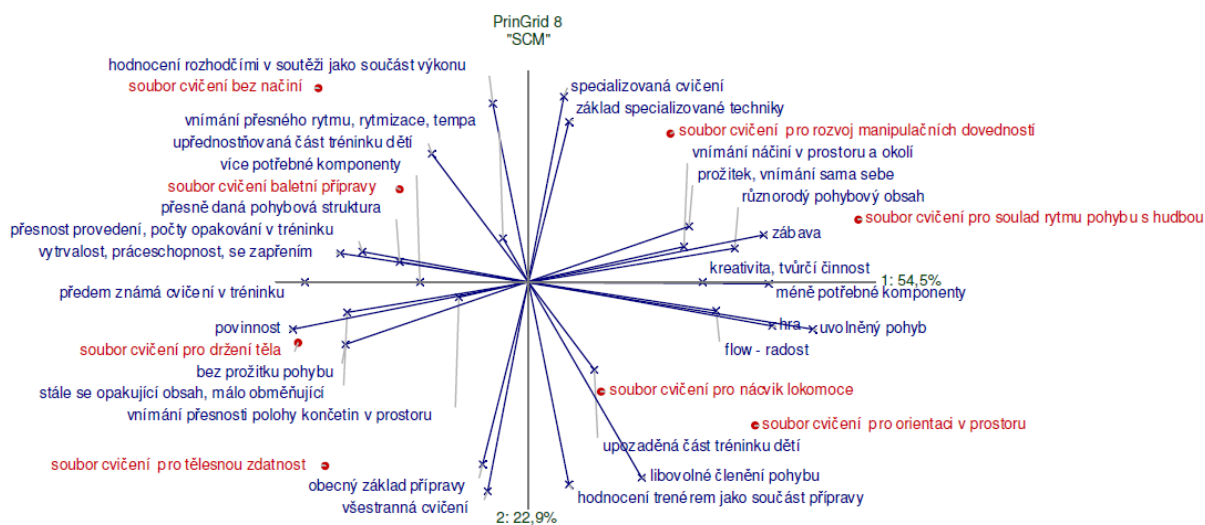 PrinGrid 8
"SCM"
hodnocení rozhodčími v soutěži jako součást výkonu
soubor cvičení bez načiní
specializovaná cvičení
základ specializované techniky
vnímání přesného rytmu, rytmizace, tempa
soubor cvičení pro rozvoj manipulačních dovedností
upřednostňovaná část tréninku dětí
vnímání náčiní v prostoru a okolí
více potřebné komponenty
prožitek, vnímání sama sebe
soubor cvičení baletní přípravy
různorodý pohybový obsah
přesně daná pohybová struktura
soubor cvičení pro soulad rytmu pohybu s hudbou
přesnost provedení, počty opakování v tréninku
zábava
vytrvalost, práceschopnost, se zapřením
kreativita, tvůrčí činnost
1: 54,5%
předem známá cvičení v tréninku
méně potřebné komponenty
povinnost
hra
uvolněný pohyb
soubor cvičení pro držení těla
flow - radost
bez prožitku pohybu
stále se opakující obsah, málo obměňující
soubor cvičení pro nácvik lokomoce
vnímání přesnosti polohy končetin v prostoru
soubor cvičení pro orientaci v prostoru
upozaděná část tréninku dětí
soubor cvičení pro tělesnou zdatnost
libovolné členění pohybu
obecný základ přípravy
hodnocení trenérem jako součást přípravy
všestranná cvičení
2: 22,9%